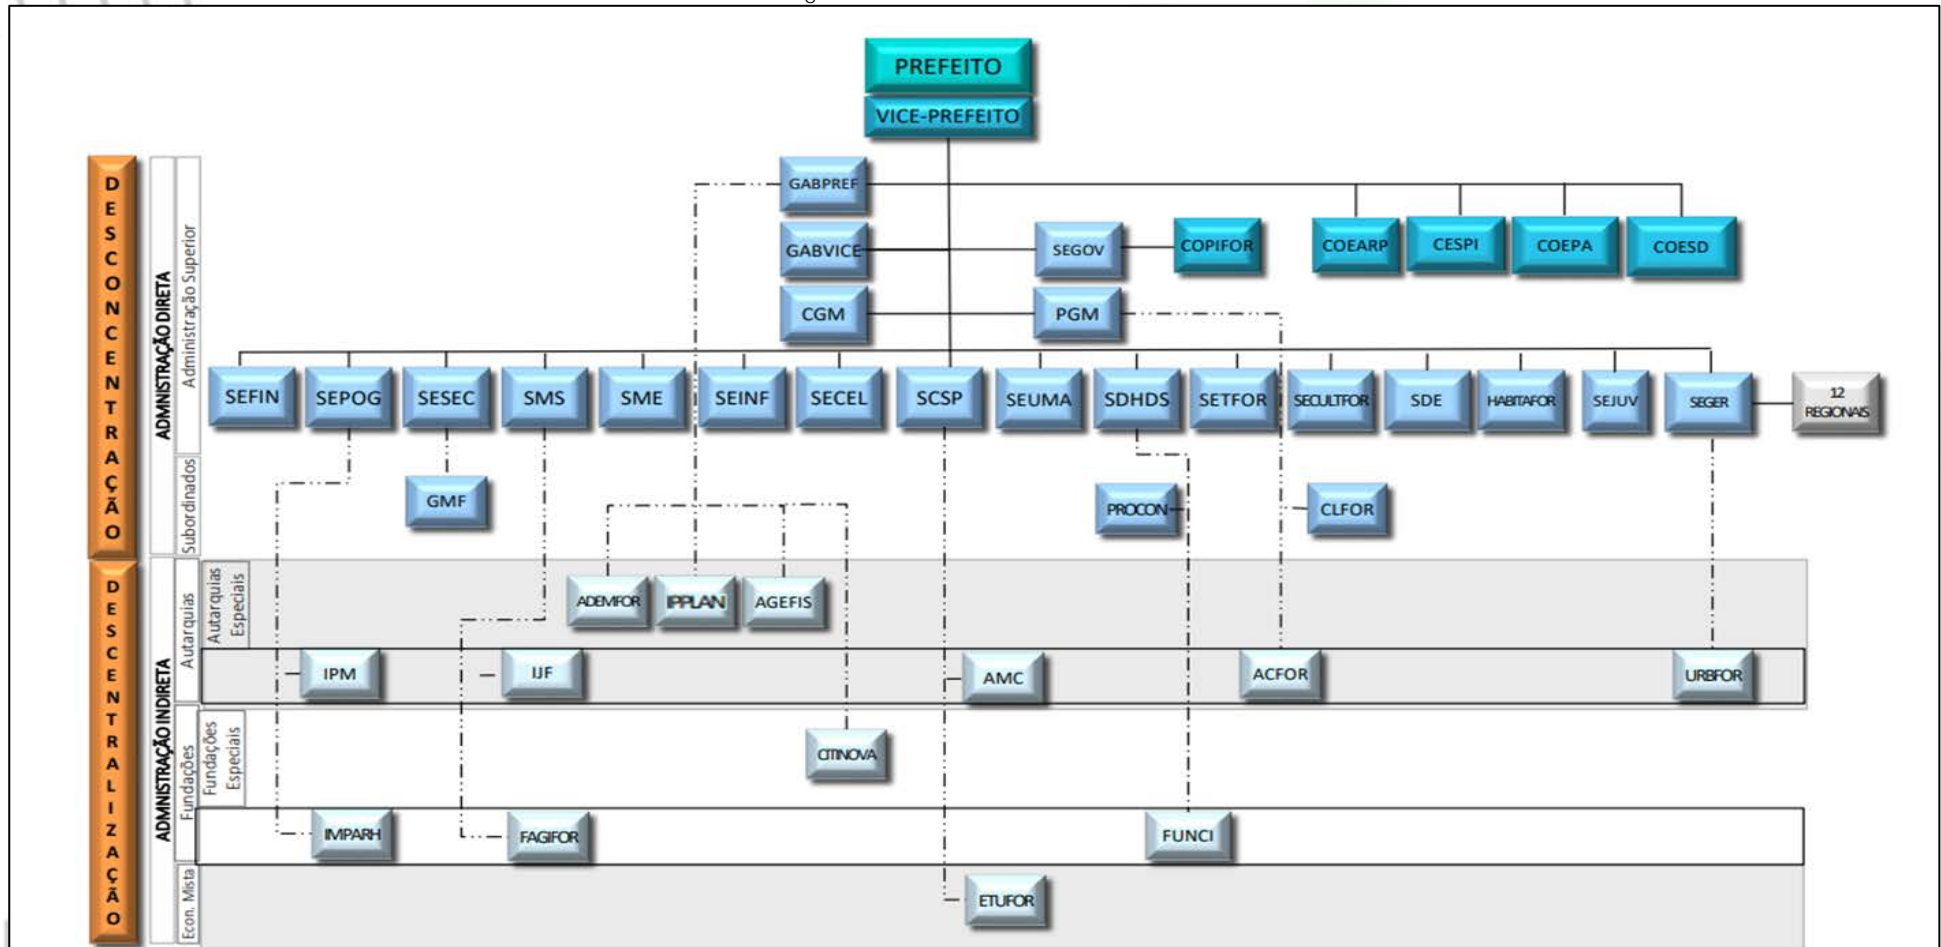 PREFEITO
VICE-PREFEITO
DESCONCENTRAÇÃO
ADMNISTRAÇÃO DIRETA
Administração Superior
GABPREF
GABVICE
SEGOV
COPIFOR
COEARP
CESPI
COEPA
COESD
CGM
PGM
SEFIN
SEPOG
SESEC
SMS
SME
SEINF
SECEL
SCSP
SEUMA
SDHDS
SETFOR
SECULTFOR
SDE
HABITAFOR
SEJUV
SEGER
12
REGIONAIS
Subordinados
GMF
PROCON
CLFOR
DESCENTRALIZAÇÃO
ADMNISTRAÇÃO INDIRETA
Autarquias
Autarquias
Especiais
ADEMFOR
IPPLAN
AGEFIS
IPM
IJF
AMC
ACFOR
URBFOR
Fundações
Fundações
Especiais
CITINOVA
IMPARH
FAGIFOR
FUNCI
Econ. Mista
ETUFOR